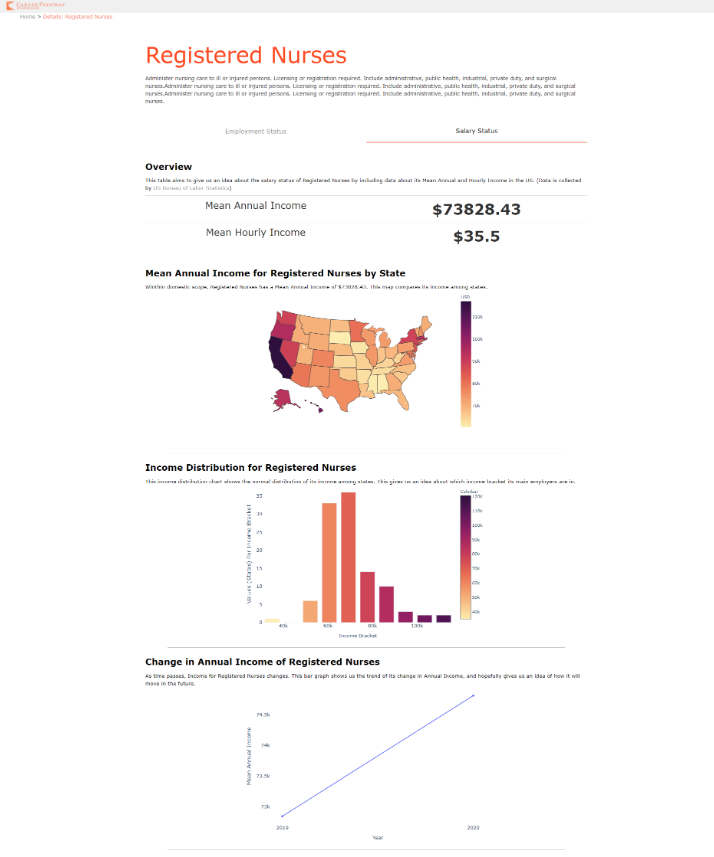 CAREER PATHWAY
Home > Details: Registered Nurses
Registered Nurses
Administer nursing care to ill or injured persons. Licensing or registration required. Include administrative, public health, industrial, private duty, and surgical
nurses.Administer nursing care to ill or injured persons. Licensing or registration required. Include administrative, public health, industrial, private duty, and surgical
nurses.Administer nursing care to ill or injured persons. Licensing or registration required. Include administrative, public health, industrial, private duty, and surgical
nurses.
Employment Status
Salary Status
Overview
This table aims to give us an idea about the salary status of Registered Nurses by including data about its Mean Annual and Hourly Income in the US. (Data is collected
by US Bureau of Labor Statistics)
Mean Annual Income $73828.43
Mean Hourly Income $35.5
Mean Annual Income for Registered Nurses by State
Winthin domestic scope, Registered Nurses has a Mean Annual Income of $73828.43. This map compares its income among states.
USD
110k
100k
90k
80k
70k
Income Distribution for Registered Nurses
This income distribution chart shows the normal distribution of its income among states. This gives us an idea about which income bracket its main employers are in.
Values (States) Per Income Bracket
35
30
25
20
15
10
5
0
40k 60k 80k 100k
Income Bracket
Colorbar
120k
110k
100k
90k
80k
70k
60k
50k
40k
Change in Annual Income of Registered Nurses
As time passes, Income for Registered Nurses changes. This bar graph shows us the trend of its change in Annual Income, and hopefully gives us an idea of how it will
move in the future.
Mean Annual Income
74.5k
74k
73.5k
73k
2019 2020
Year